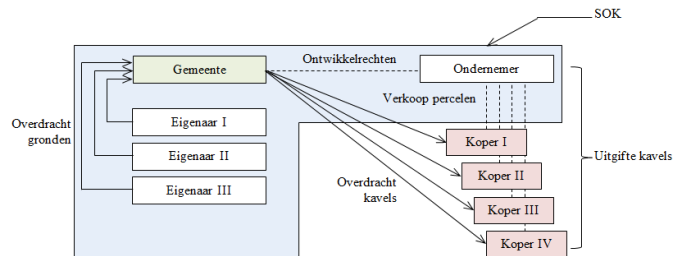 SOK
Ontwikkelrechten
Gemeente
Ondernemer
Verkoop percelen
Overdracht
gronden
Eigenaar I
Eigenaar II
Eigenaar III
Koper I
Koper II
Koper III
Koper IV
Overdracht
kavels
Uitgifte kavels